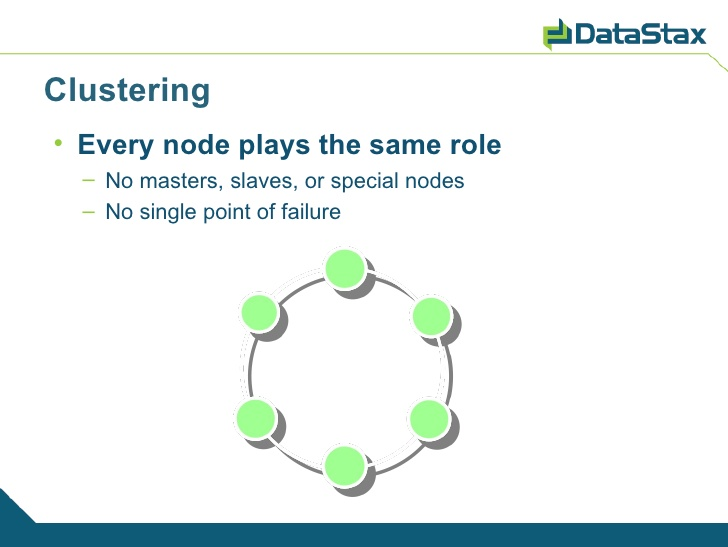 DataStax
Clustering
• Every node plays the same role
– No masters, slaves, or special nodes
– No single point of failure